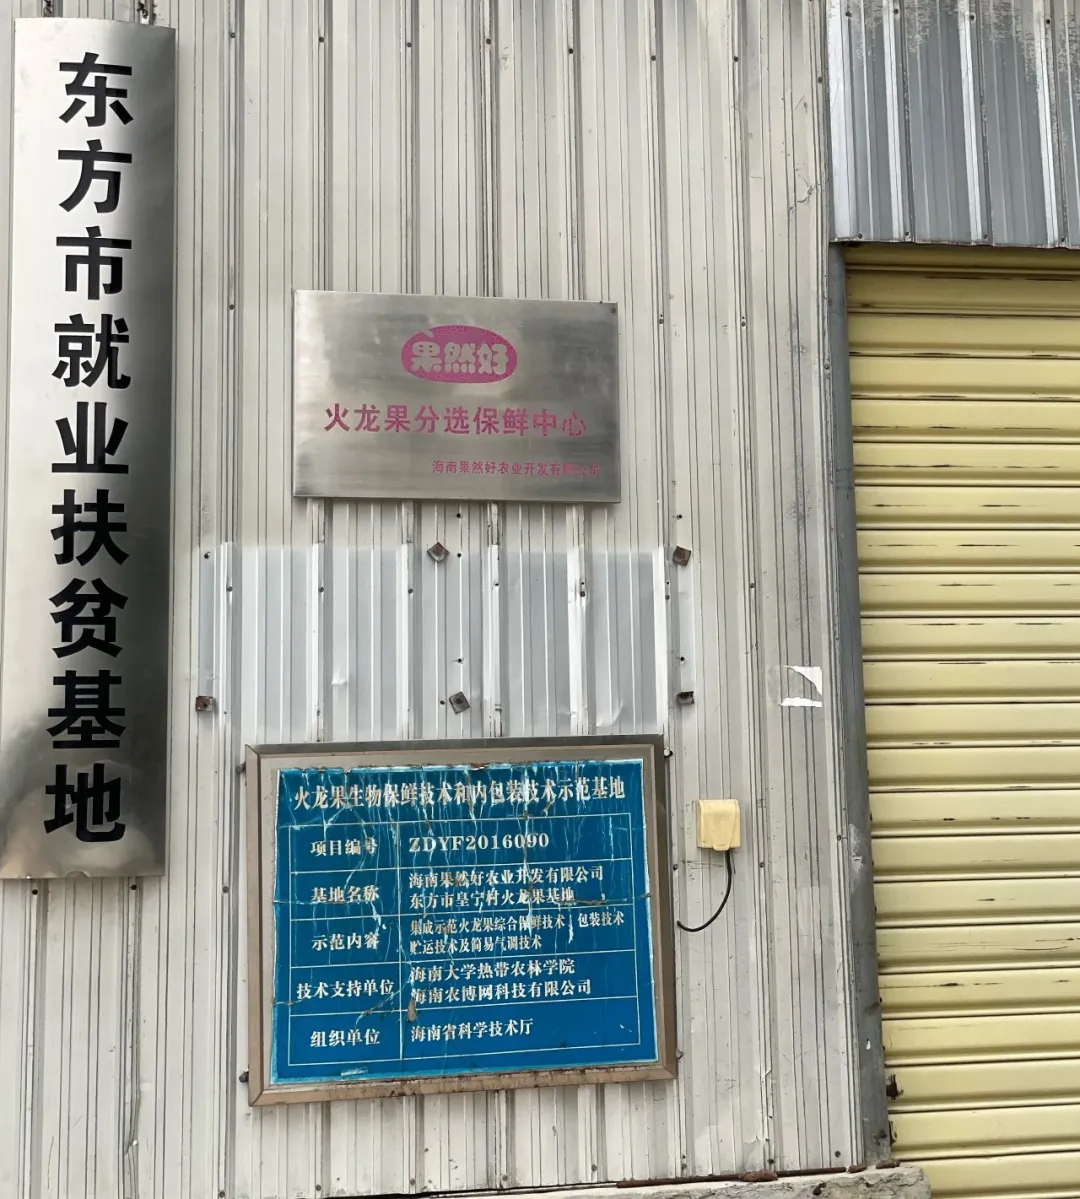 东方市就业扶贫基地
果然好
火龙果分选保鲜中心
海南果然好农业开发有限公司
火龙果生物保鲜技术和内包装技术示范基地
项目编号 ZDYF2016090
基地名称 海南果然好农业开发有限公司
东方市皇宁村火龙果基地
示范内容 集成示范火龙果综合保鲜技术、包装技术
贮运技术及简易气调技术
技术支持单位 海南大学热带农林学院
海南农博网科技有限公司
组织单位 海南省科学技术厅